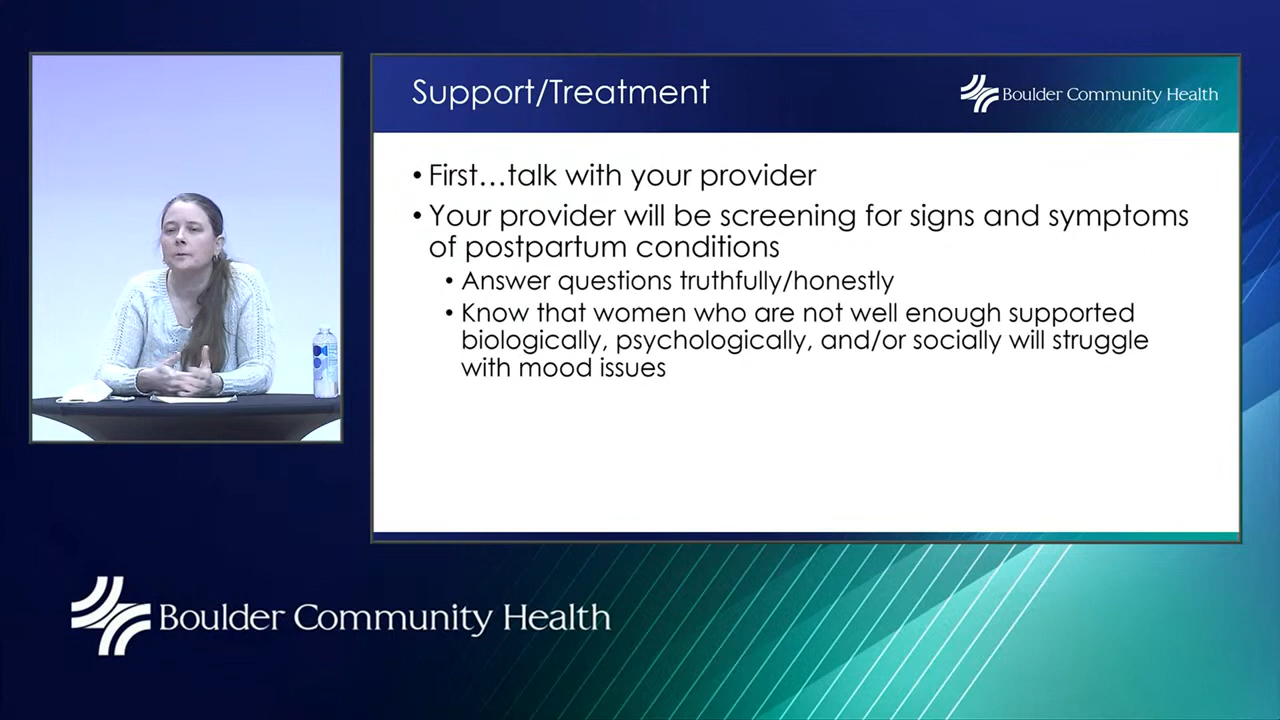 Support/Treatment
Boulder Community Health
• First...talk with your provider
• Your provider will be screening for signs and symptoms
of postpartum conditions
• Answer questions truthfully/honestly
• Know that women who are not well enough supported
biologically, psychologically, and/or socially will struggle
with mood issues
Boulder Community Health